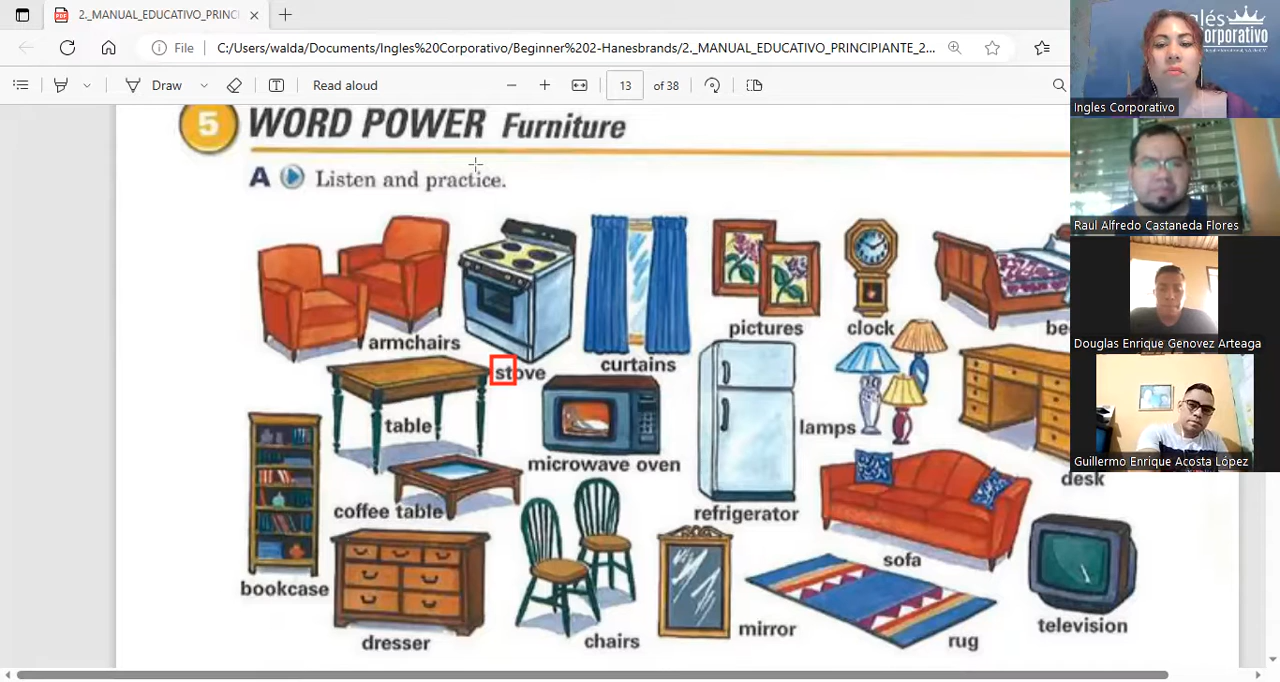 2._MANUAL_EDUCATIVO_PRINCI
File
C:/Users/walda/Documents/Ingles%20Corporativo/Beginner%202-Hanesbrands/2._MANUAL_EDUCATIVO_PRINCIPIANTE_2...
Draw
Read aloud
13 of 38
5 WORD POWER Furniture
A Listen and practice.
armchairs
stove
curtains
pictures
clock
be
table
microwave oven
lamps
desk
coffee table
refrigerator
sofa
bookcase
dresser
chairs
mirror
rug
television
Inglés
Corporativo
Ingles Corporativo
Raul Alfredo Castaneda Flores
Douglas Enrique Genovez Arteaga
Guillermo Enrique Acosta López